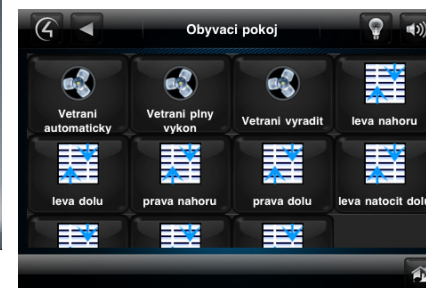 Obyvaci pokoj
Vetrani
automaticky
Vetrani plny
vykon
Vetrani vyradit
leva nahoru
leva dolu
prava nahoru
prava dolu
leva natocit dolu